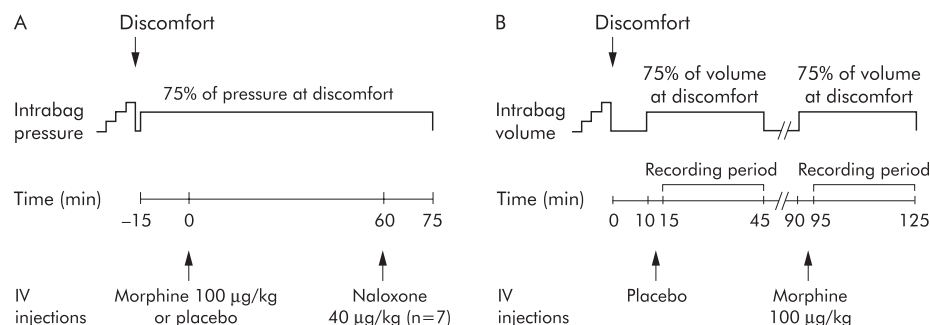 A
Discomfort
75% of pressure at discomfort
Intrabag
pressure
Time (min)
–15 0 60 75
IV
injections
Morphine 100 µg/kg
or placebo
Naloxone
40 µg/kg (n=7)
B
Discomfort
75% of volume
at discomfort
75% of volume
at discomfort
Intrabag
volume
Recording period
Recording period
Time (min)
0 10 15 45 90 95 125
IV
injections
Placebo
Morphine
100 µg/kg